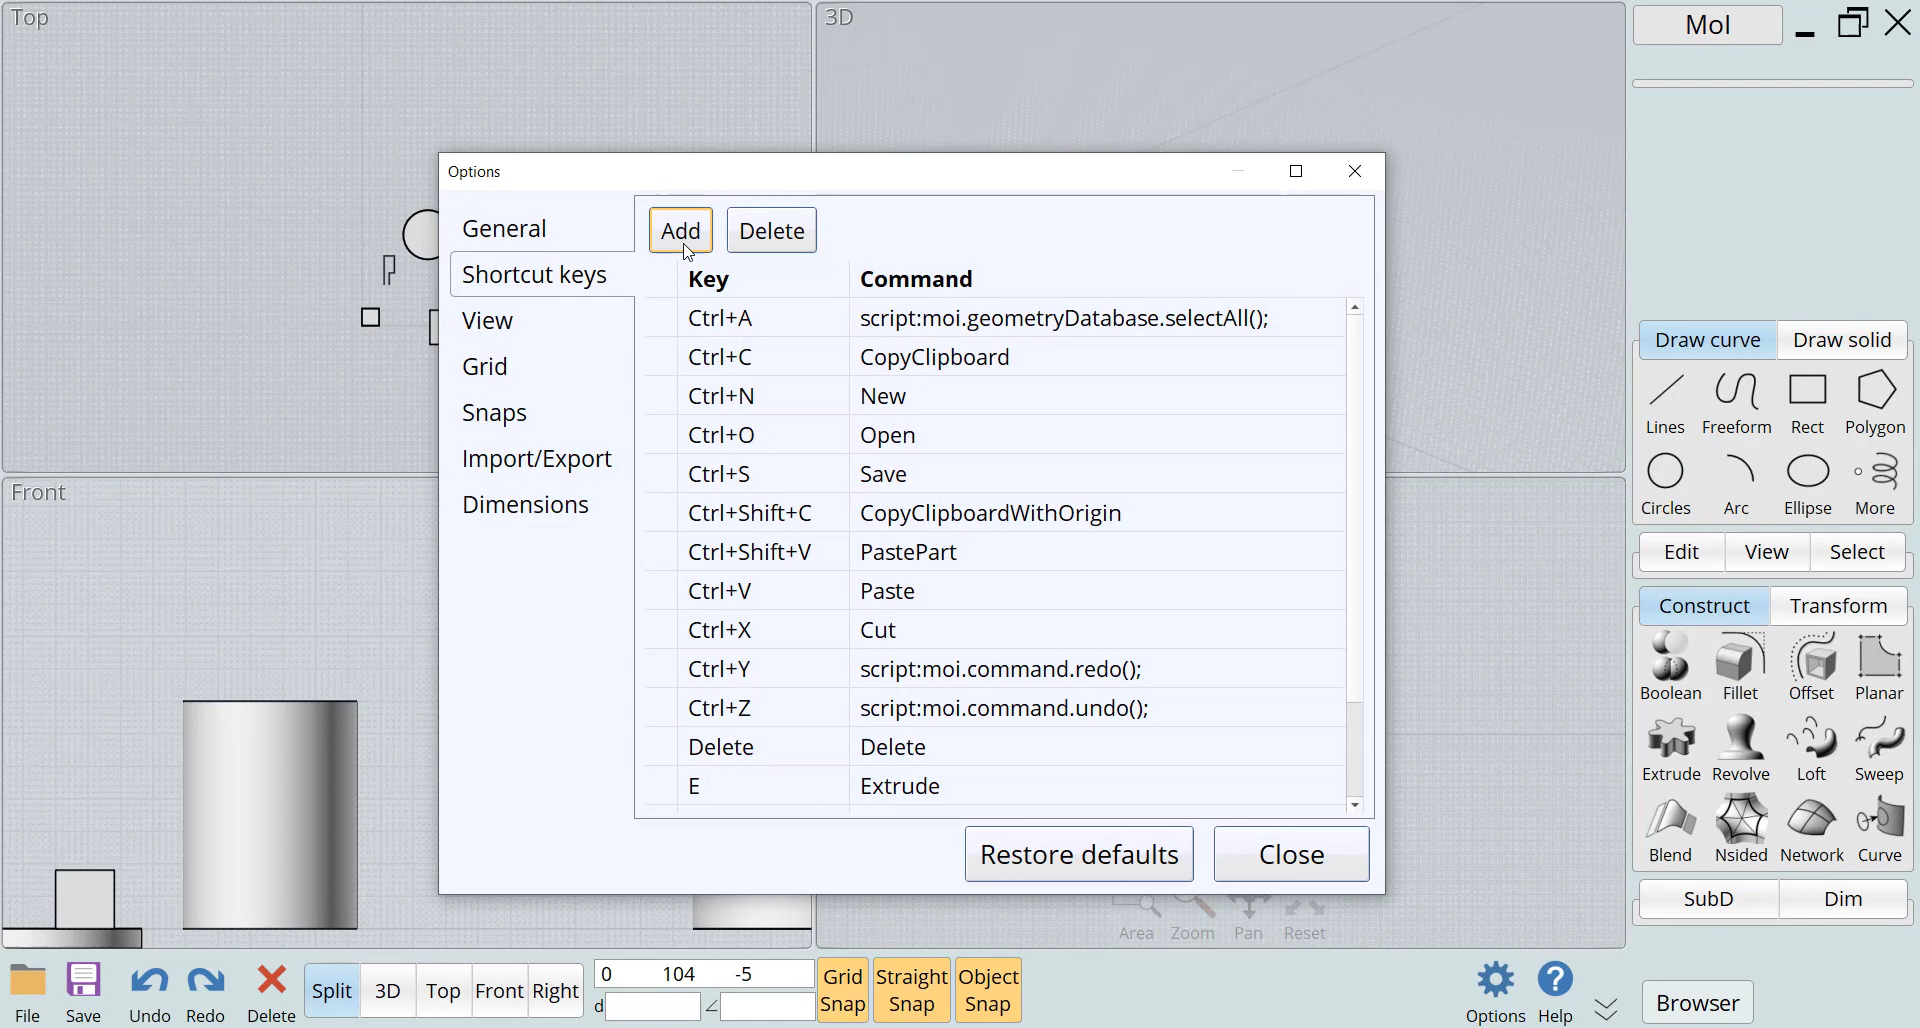 Top
3D
MoI
Options
General
Shortcut keys
View
Grid
Snaps
Import/Export
Dimensions
Add Delete
Key Command
Ctrl+A script:moi.geometryDatabase.selectAll();
Ctrl+C CopyClipboard
Ctrl+N New
Ctrl+O Open
Ctrl+S Save
Ctrl+Shift+C CopyClipboardWithOrigin
Ctrl+Shift+V PastePart
Ctrl+V Paste
Ctrl+X Cut
Ctrl+Y script:moi.command.redo();
Ctrl+Z script:moi.command.undo();
Delete Delete
E Extrude
Restore defaults Close
Front
Area Zoom Pan Reset
Draw curve Draw solid
Lines Freeform Rect Polygon
Circles Arc Ellipse More
Edit View Select
Construct Transform
Boolean Fillet Offset Planar
Extrude Revolve Loft Sweep
Blend Nsided Network Curve
SubD Dim
File Save Undo Redo Delete
Split 3D Top Front Right
0 104 -5
d ∠
Grid Snap
Straight Snap
Object Snap
Options Help
Browser